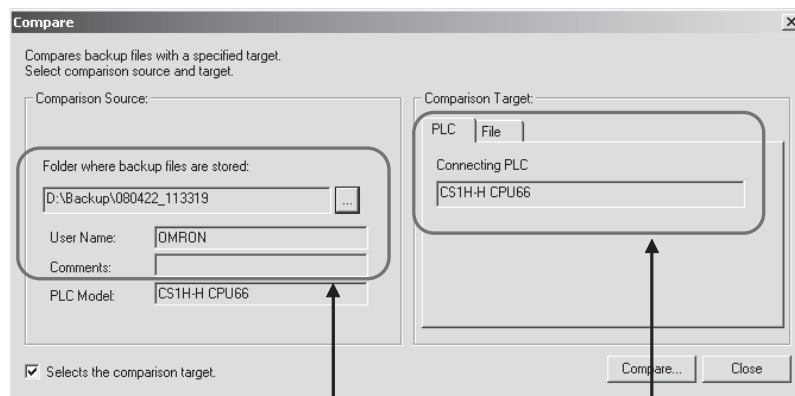 Compare
Compares backup files with a specified target.
Select comparison source and target.
Comparison Source:
Folder where backup files are stored:
D:\Backup\080422_113319
...
User Name: OMRON
Comments:
PLC Model: CS1H-H CPU66
Comparison Target:
PLC File
Connecting PLC
CS1H-H CPU66
Selects the comparison target.
Compare... Close